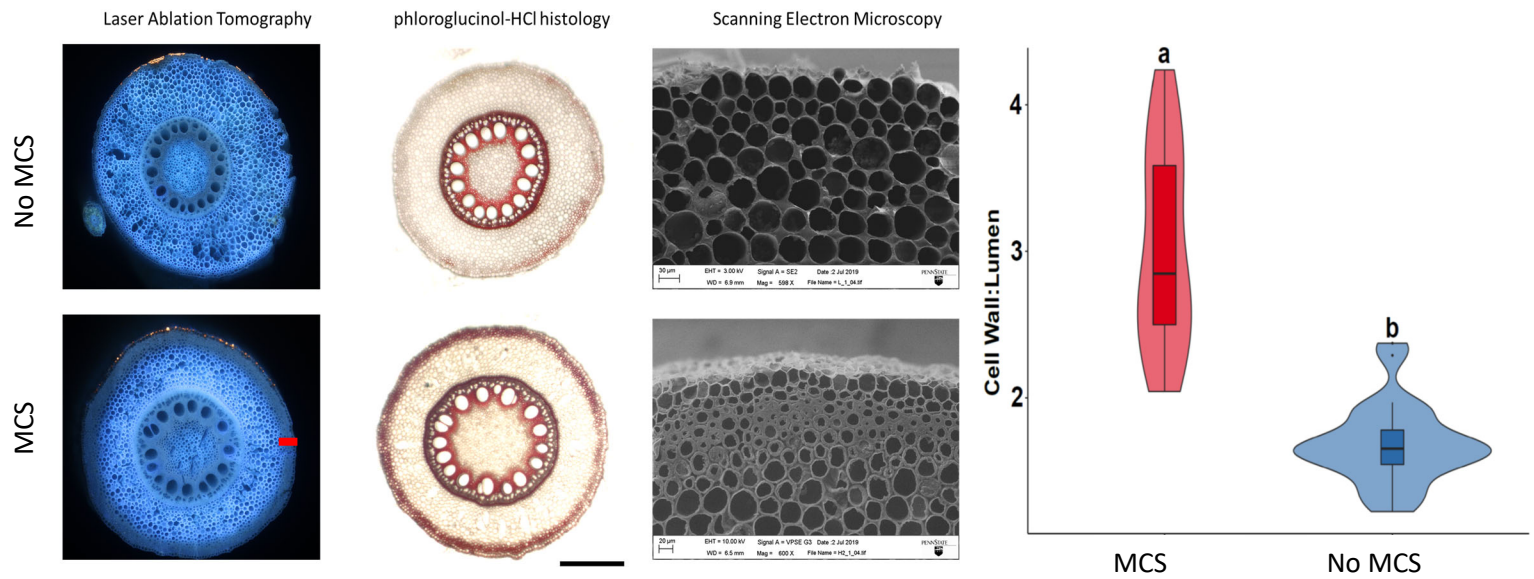 Laser Ablation Tomography
phloroglucinol-HCl histology
Scanning Electron Microscopy
No MCS
30 µm
EHT = 3.00 kV
Signal A = SE2
Date :2 Jul 2019
WD = 6.9 mm
Mag = 598 X
File Name = L_1_04.tif
PENNSTATE
MCS
20 µm
EHT = 10.00 kV
Signal A = VPSE G3
Date :2 Jul 2019
WD = 6.5 mm
Mag = 600 X
File Name = H2_1_04.tif
PENNSTATE
Cell Wall:Lumen
4
3
2
a
b
MCS
No MCS